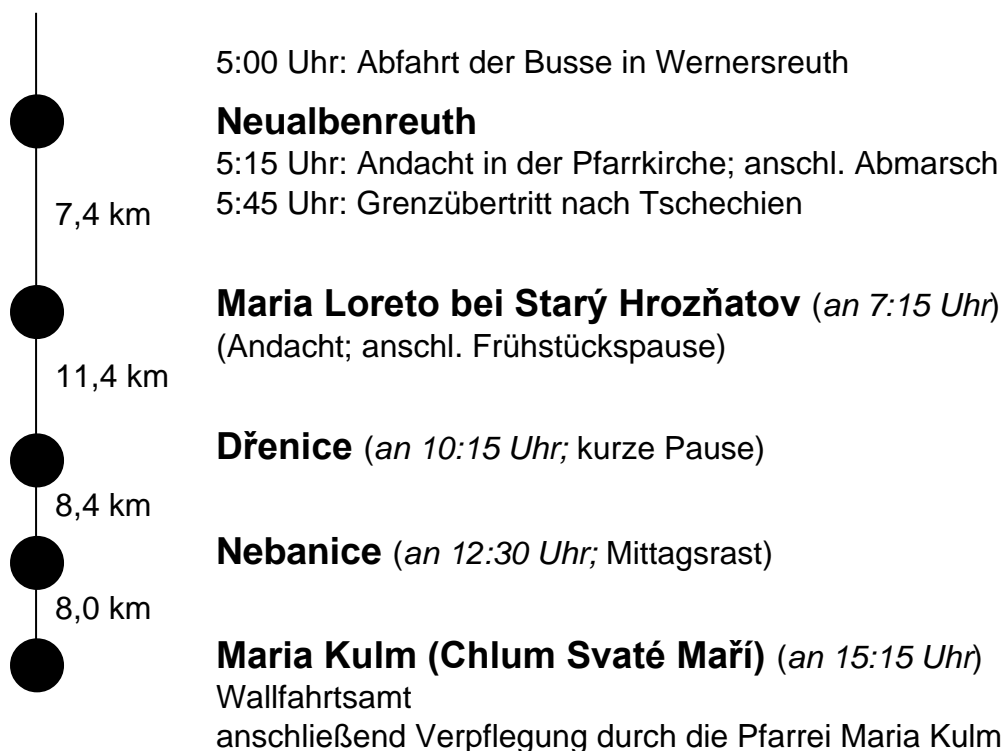 5:00 Uhr: Abfahrt der Busse in Wernersreuth
Neualbenreuth
5:15 Uhr: Andacht in der Pfarrkirche; anschl. Abmarsch
5:45 Uhr: Grenzübertritt nach Tschechien
7,4 km
Maria Loreto bei Starý Hrozňatov (an 7:15 Uhr)
(Andacht; anschl. Frühstückspause)
11,4 km
Dřenice (an 10:15 Uhr; kurze Pause)
8,4 km
Nebanice (an 12:30 Uhr; Mittagsrast)
8,0 km
Maria Kulm (Chlum Svaté Maří) (an 15:15 Uhr)
Wallfahrtsamt
anschließend Verpflegung durch die Pfarrei Maria Kulm